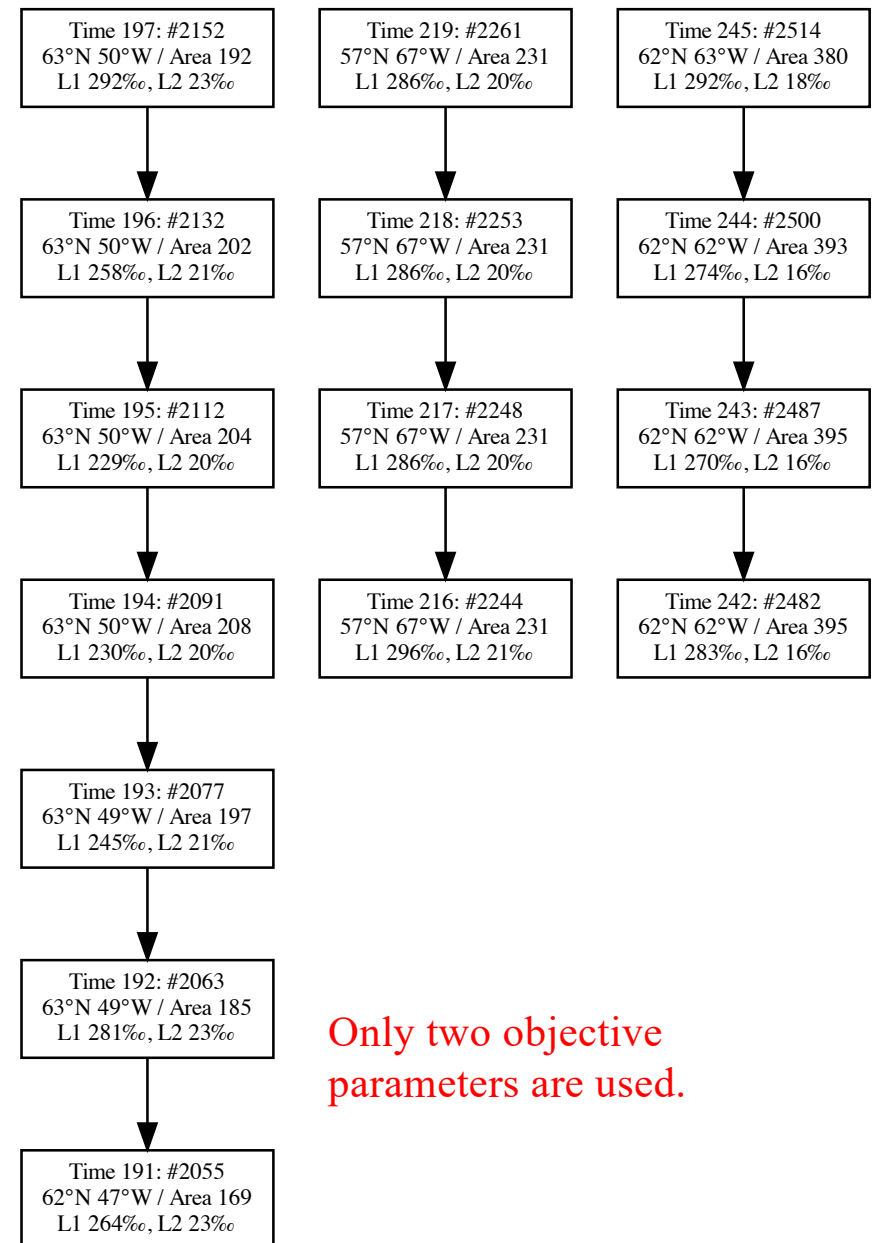 Time 197: #2152
63°N 50°W / Area 192
L1 292‰, L2 23‰
Time 196: #2132
63°N 50°W / Area 202
L1 258‰, L2 21‰
Time 195: #2112
63°N 50°W / Area 204
L1 229‰, L2 20‰
Time 194: #2091
63°N 50°W / Area 208
L1 230‰, L2 20‰
Time 193: #2077
63°N 49°W / Area 197
L1 245‰, L2 21‰
Time 192: #2063
63°N 49°W / Area 185
L1 281‰, L2 23‰
Time 191: #2055
62°N 47°W / Area 169
L1 264‰, L2 23‰
Time 219: #2261
57°N 67°W / Area 231
L1 286‰, L2 20‰
Time 218: #2253
57°N 67°W / Area 231
L1 286‰, L2 20‰
Time 217: #2248
57°N 67°W / Area 231
L1 286‰, L2 20‰
Time 216: #2244
57°N 67°W / Area 231
L1 296‰, L2 21‰
Time 245: #2514
62°N 63°W / Area 380
L1 292‰, L2 18‰
Time 244: #2500
62°N 62°W / Area 393
L1 274‰, L2 16‰
Time 243: #2487
62°N 62°W / Area 395
L1 270‰, L2 16‰
Time 242: #2482
62°N 62°W / Area 395
L1 283‰, L2 16‰
Only two objective
parameters are used.